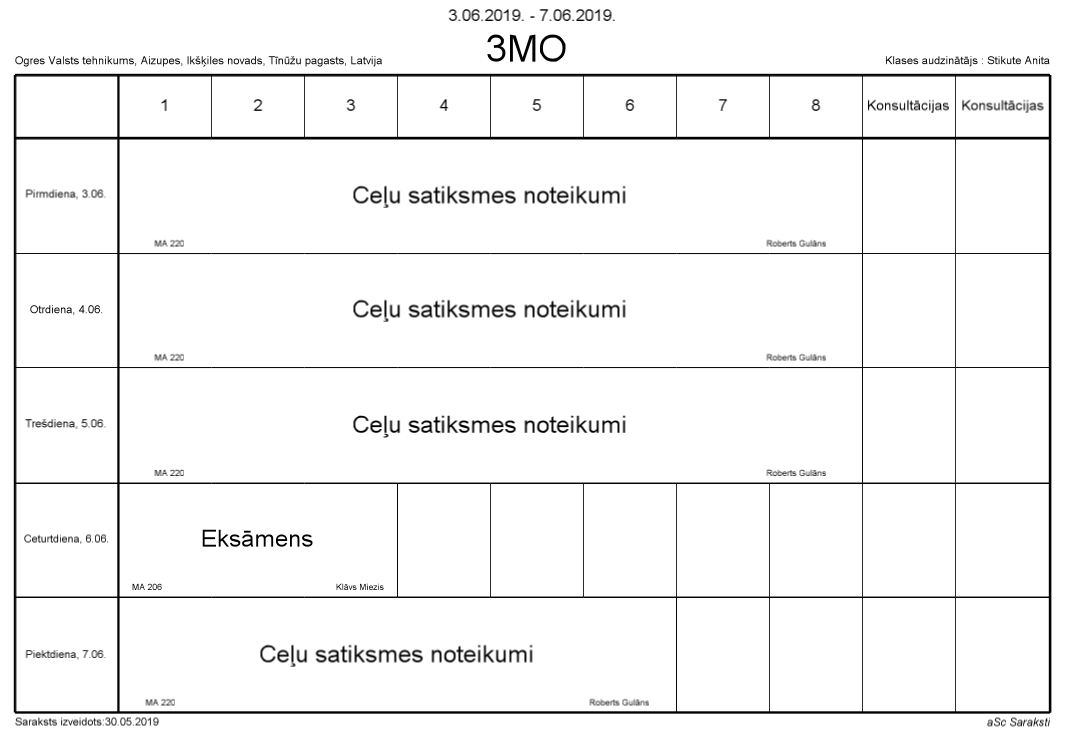 3.06.2019. - 7.06.2019.
3MO
Ogres Valsts tehnikums, Aizupes, Ikšķiles novads, Tīnūžu pagasts, Latvija
Klases audzinātājs : Stikute Anita
1 2 3 4 5 6 7 8 Konsultācijas Konsultācijas
Pirmdiena, 3.06.
Ceļu satiksmes noteikumi
MA 220 Roberts Gulāns
Otrdiena, 4.06.
Ceļu satiksmes noteikumi
MA 220 Roberts Gulāns
Trešdiena, 5.06.
Ceļu satiksmes noteikumi
MA 220 Roberts Gulāns
Ceturtdiena, 6.06.
Eksāmens
MA 206 Klāvs Miezis
Piektdiena, 7.06.
Ceļu satiksmes noteikumi
MA 220 Roberts Gulāns
Saraksts izveidots:30.05.2019
aSc Saraksti